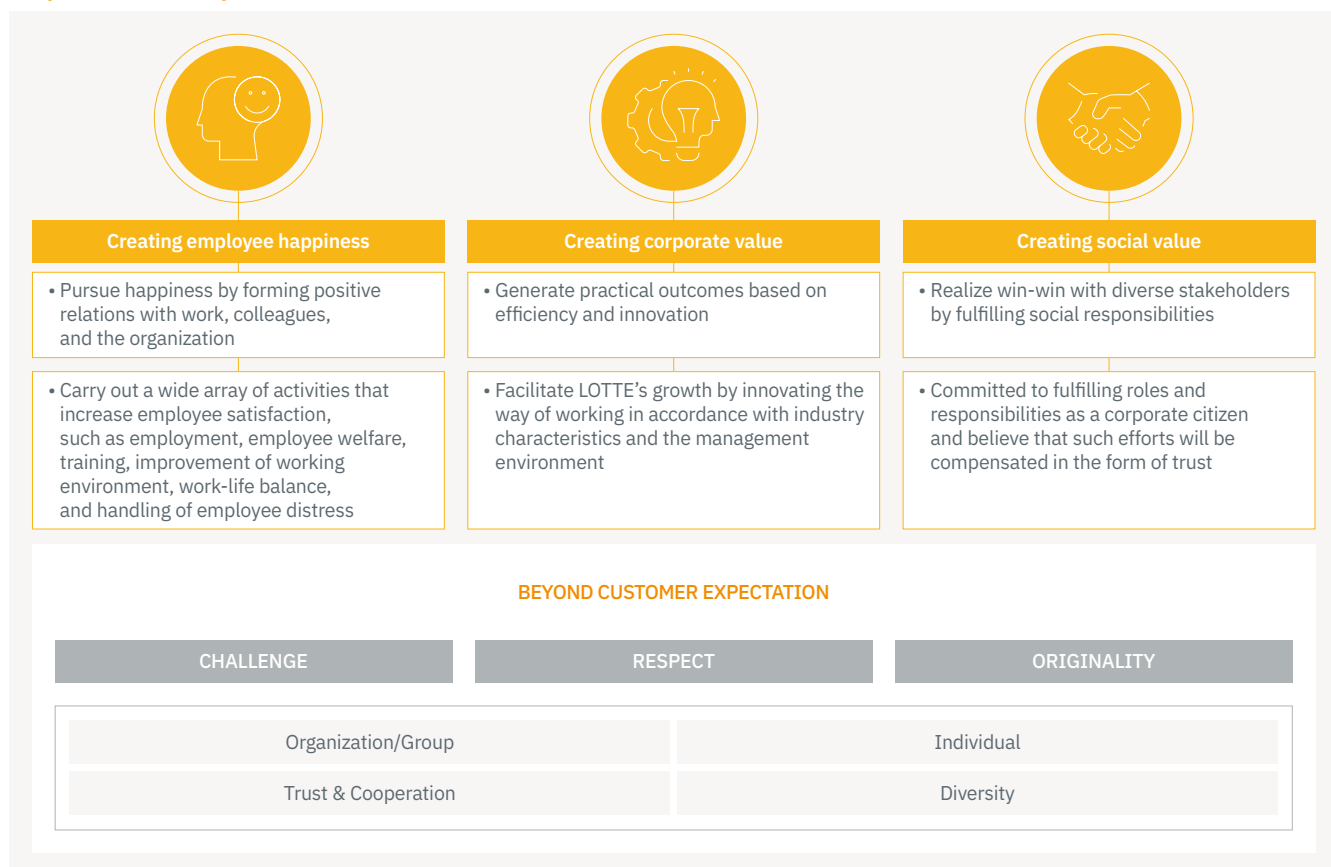 Creating employee happiness
• Pursue happiness by forming positive
relations with work, colleagues,
and the organization
• Carry out a wide array of activities that
increase employee satisfaction,
such as employment, employee welfare,
training, improvement of working
environment, work-life balance,
and handling of employee distress
Creating corporate value
• Generate practical outcomes based on
efficiency and innovation
• Facilitate LOTTE’s growth by innovating the
way of working in accordance with industry
characteristics and the management
environment
Creating social value
• Realize win-win with diverse stakeholders
by fulfilling social responsibilities
• Committed to fulfilling roles and
responsibilities as a corporate citizen
and believe that such efforts will be
compensated in the form of trust
BEYOND CUSTOMER EXPECTATION
CHALLENGE
RESPECT
ORIGINALITY
Organization/Group
Individual
Trust & Cooperation
Diversity